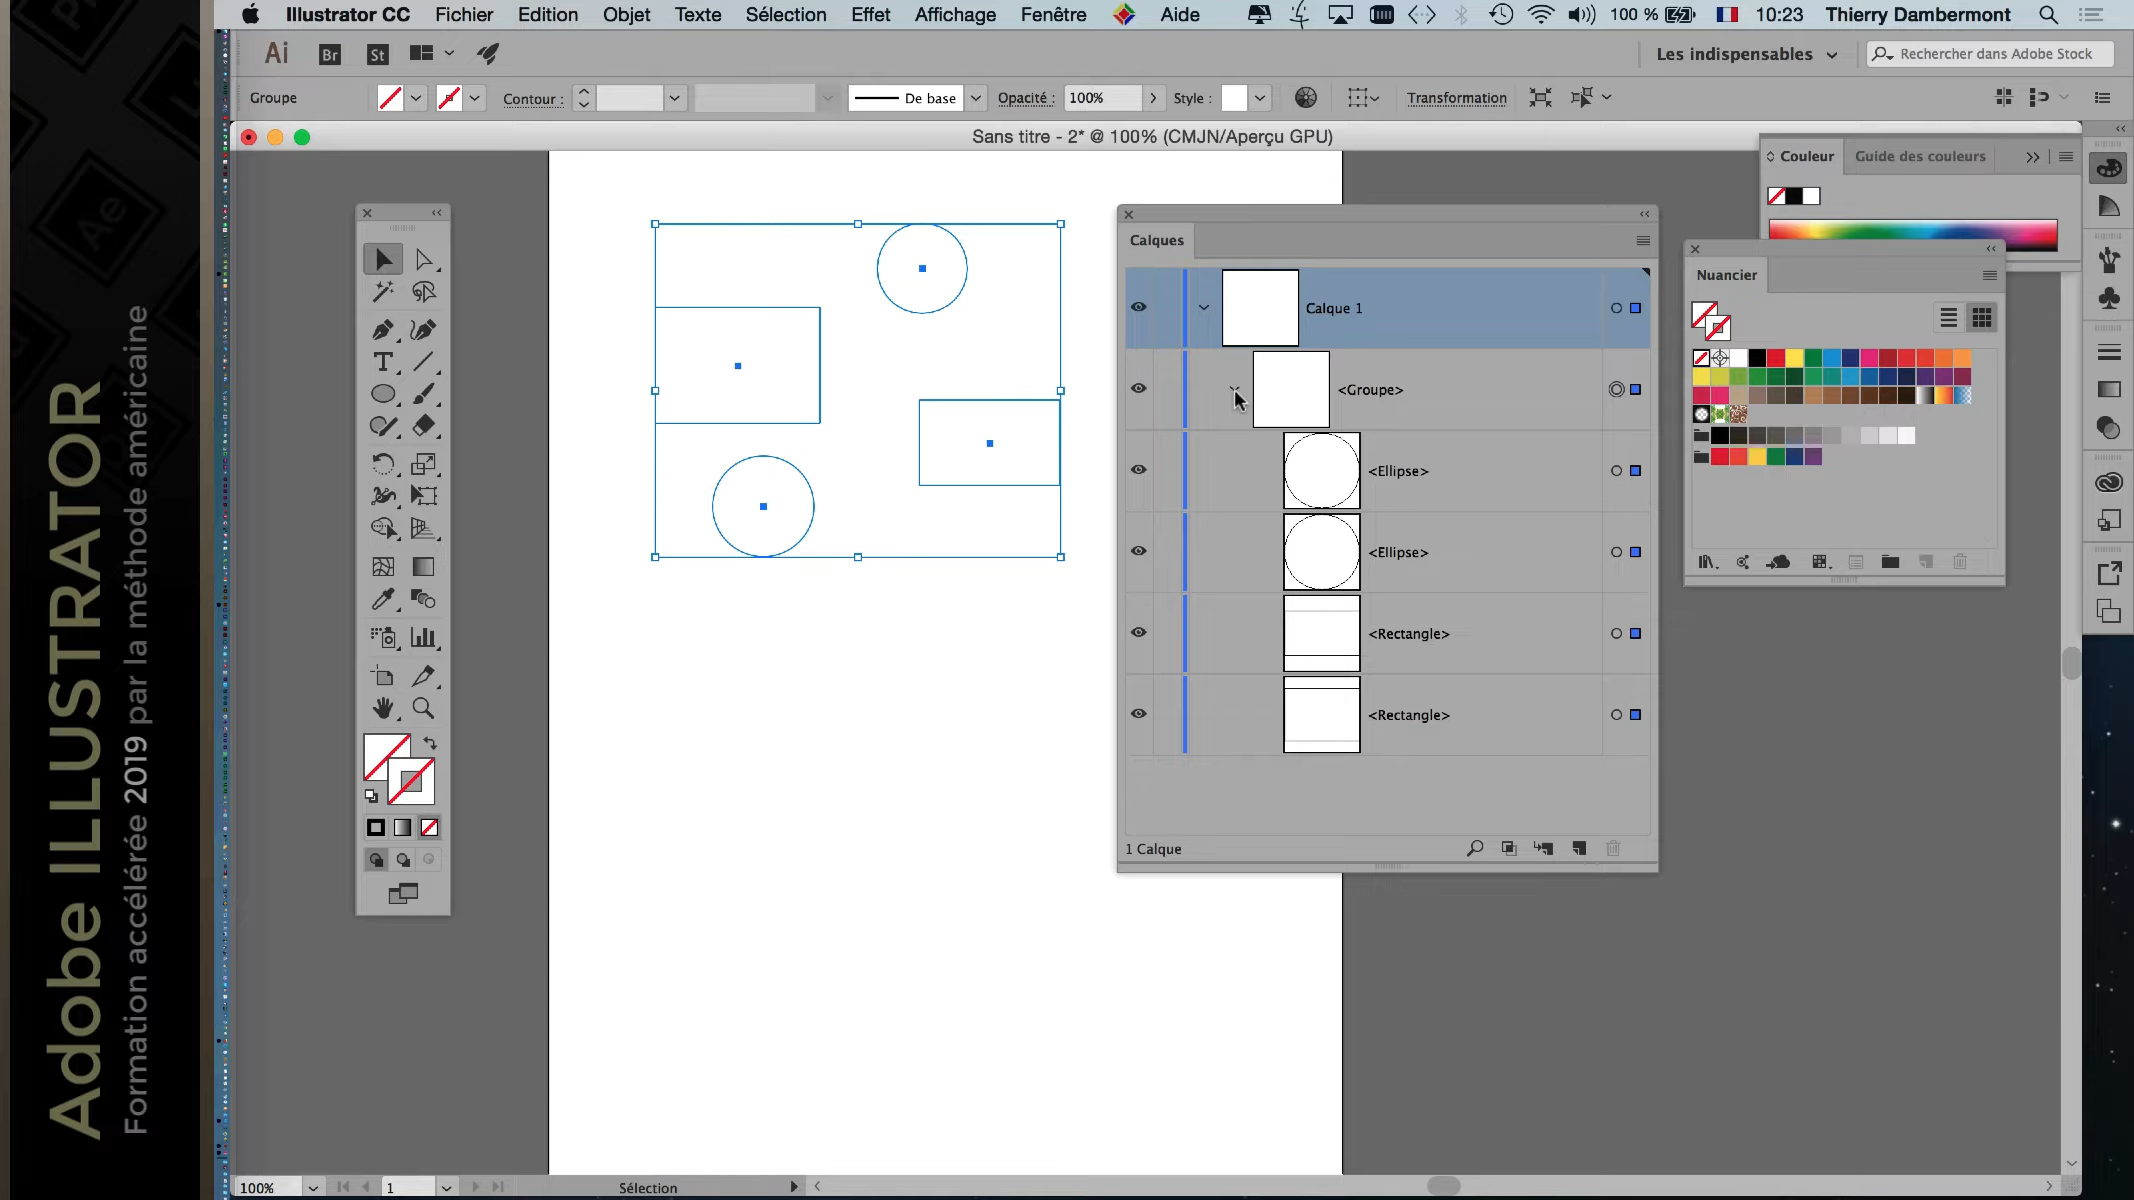 Illustrator CC Fichier Edition Objet Texte Sélection Effet Affichage Fenêtre Aide 100 % 10:23 Thierry Dambermont
Ai Br St Les indispensables Rechercher dans Adobe Stock
Groupe Contour : De base Opacité : 100% Style : Transformation
Sans titre - 2* @ 100% (CMJN/Aperçu GPU)
Couleur Guide des couleurs
Calques
Nuancier
Calque 1
<Groupe>
<Ellipse>
<Ellipse>
<Rectangle>
<Rectangle>
1 Calque
100% 1 Sélection
Adobe ILLUSTRATOR
Formation accélérée 2019 par la méthode américaine
Ae